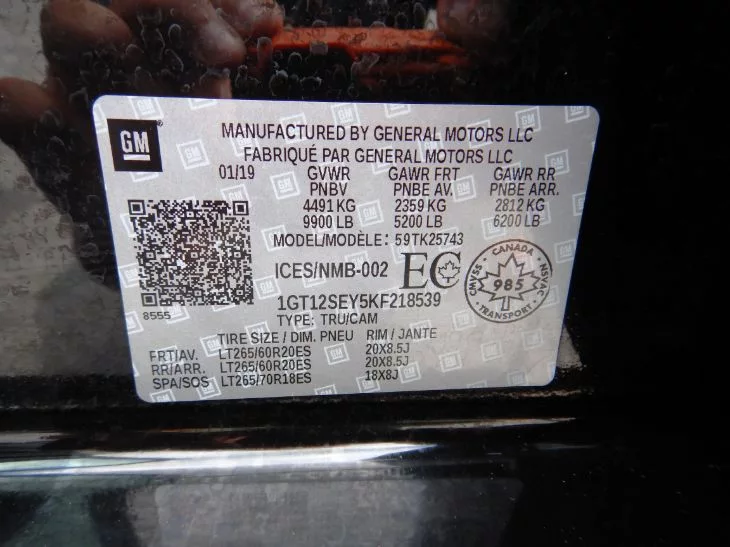 GM
MANUFACTURED BY GENERAL MOTORS LLC
FABRIQUÉ PAR GENERAL MOTORS LLC
01/19 GVWR GAWR FRT GAWR RR
PNBV PNBE AV. PNBE ARR.
4491 KG 2359 KG 2812 KG
9900 LB 5200 LB 6200 LB
MODEL/MODÈLE: 59TK25743
ICES/NMB-002 EC
CANADA
CMVSS 985 NSVAC
TRANSPORT
1GT12SEY5KF218539
8555 TYPE: TRU/CAM
TIRE SIZE / DIM. PNEU RIM / JANTE
FRT/AV. LT265/60R20ES 20X8.5J
RR/ARR. LT265/60R20ES 20X8.5J
SPA/SOS LT265/70R18ES 18X8J